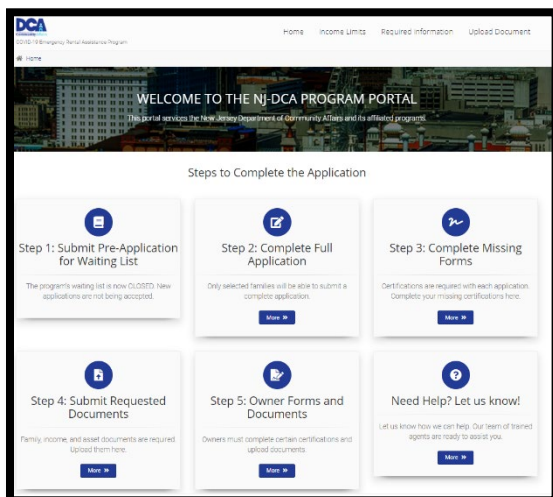 DCA
COVID-19 Emergency Rental Assistance Program
Home Income Limits Required Information Upload Document
Home
WELCOME TO THE NJ-DCA PROGRAM PORTAL
This portal services the New Jersey Department of Community Affairs and its affiliated programs.
Steps to Complete the Application
Step 1: Submit Pre-Application
for Waiting List
The program's waiting list is now CLOSED. New
applications are not being accepted.
Step 2: Complete Full
Application
Only selected families will be able to submit a
complete application.
More »
Step 3: Complete Missing
Forms
Certifications are required with each application.
Complete your missing certifications here.
More »
Step 4: Submit Requested
Documents
Family, income, and asset documents are required.
Upload them here.
More »
Step 5: Owner Forms and
Documents
Owners must complete certain certifications and
upload documents
More »
Need Help? Let us know!
Let us know how we can help. Our team of trained
agents are ready to assist you.
More »